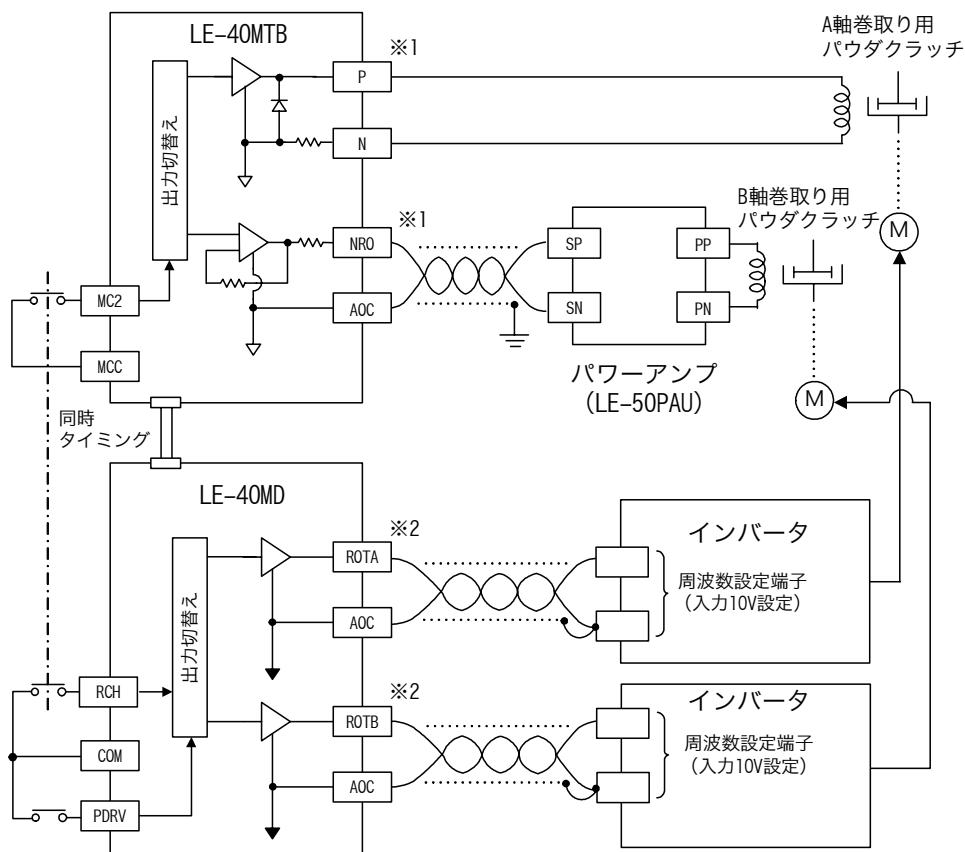 LE-40MTB
※1
A軸巻取り用
パウダクラッチ
P
N
出力切替え
B軸巻取り用
パウダクラッチ
※1
NRO
AOC
SP
SN
PP
PN
M
MC2
MCC
パワーアンプ
(LE-50PAU)
M
同時
タイミング
LE-40MD
※2
ROTA
AOC
インバータ
周波数設定端子
(入力10V設定)
出力切替え
RCH
COM
PDRV
※2
ROTB
AOC
インバータ
周波数設定端子
(入力10V設定)